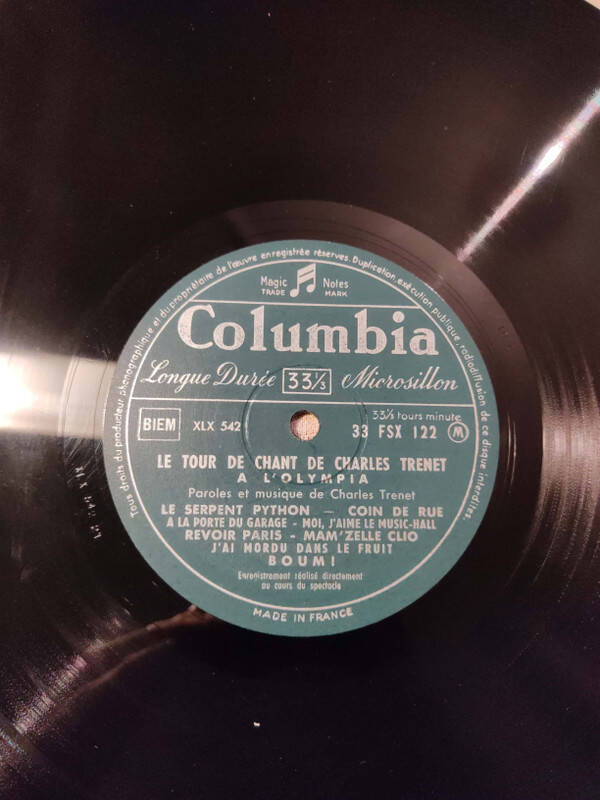 Tous droits du producteur phonographique et du propriétaire de l'œuvre enregistrée réservés. Duplication, exécution publique, radiodiffusion de ce disque interdites.
Magic Notes
TRADE MARK
Columbia
Longue Durée 33⅓ Microsillon
BIEM XLX 542
33⅓ tours minute
33 FSX 122 M
LE TOUR DE CHANT DE CHARLES TRENET
A L'OLYMPIA
Paroles et musique de Charles Trenet
LE SERPENT PYTHON — COIN DE RUE
A LA PORTE DU GARAGE - MOI, J'AIME LE MUSIC-HALL
REVOIR PARIS - MAM'ZELLE CLIO
J'AI MORDU DANS LE FRUIT
BOUM!
Enregistrement réalisé directement
au cours du spectacle
MADE IN FRANCE